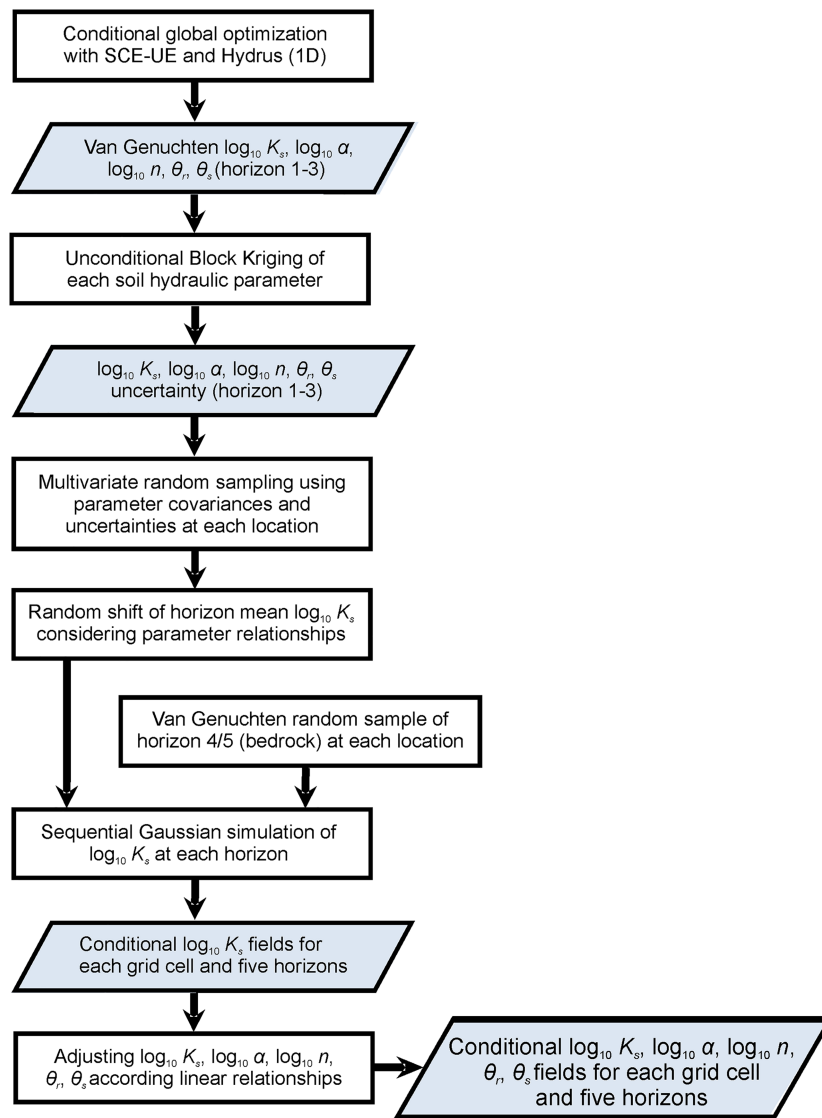 Conditional global optimization
with SCE-UE and Hydrus (1D)
Van Genuchten log₁₀ Kₛ, log₁₀ α,
log₁₀ n, θᵣ, θₛ (horizon 1-3)
Unconditional Block Kriging of
each soil hydraulic parameter
log₁₀ Kₛ, log₁₀ α, log₁₀ n, θᵣ, θₛ
uncertainty (horizon 1-3)
Multivariate random sampling using
parameter covariances and
uncertainties at each location
Random shift of horizon mean log₁₀ Kₛ
considering parameter relationships
Van Genuchten random sample of
horizon 4/5 (bedrock) at each location
Sequential Gaussian simulation of
log₁₀ Kₛ at each horizon
Conditional log₁₀ Kₛ fields for
each grid cell and five horizons
Adjusting log₁₀ Kₛ, log₁₀ α, log₁₀ n,
θᵣ, θₛ according linear relationships
Conditional log₁₀ Kₛ, log₁₀ α, log₁₀ n,
θᵣ, θₛ fields for each grid cell
and five horizons